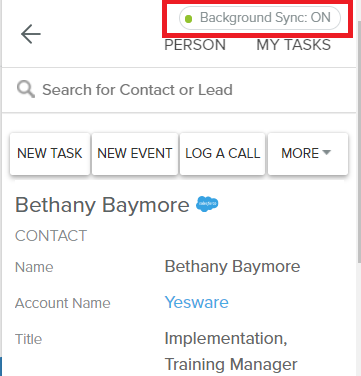 Background Sync: ON
PERSON MY TASKS
Search for Contact or Lead
NEW TASK NEW EVENT LOG A CALL MORE
Bethany Baymore
CONTACT
Name Bethany Baymore
Account Name Yesware
Title Implementation,
Training Manager